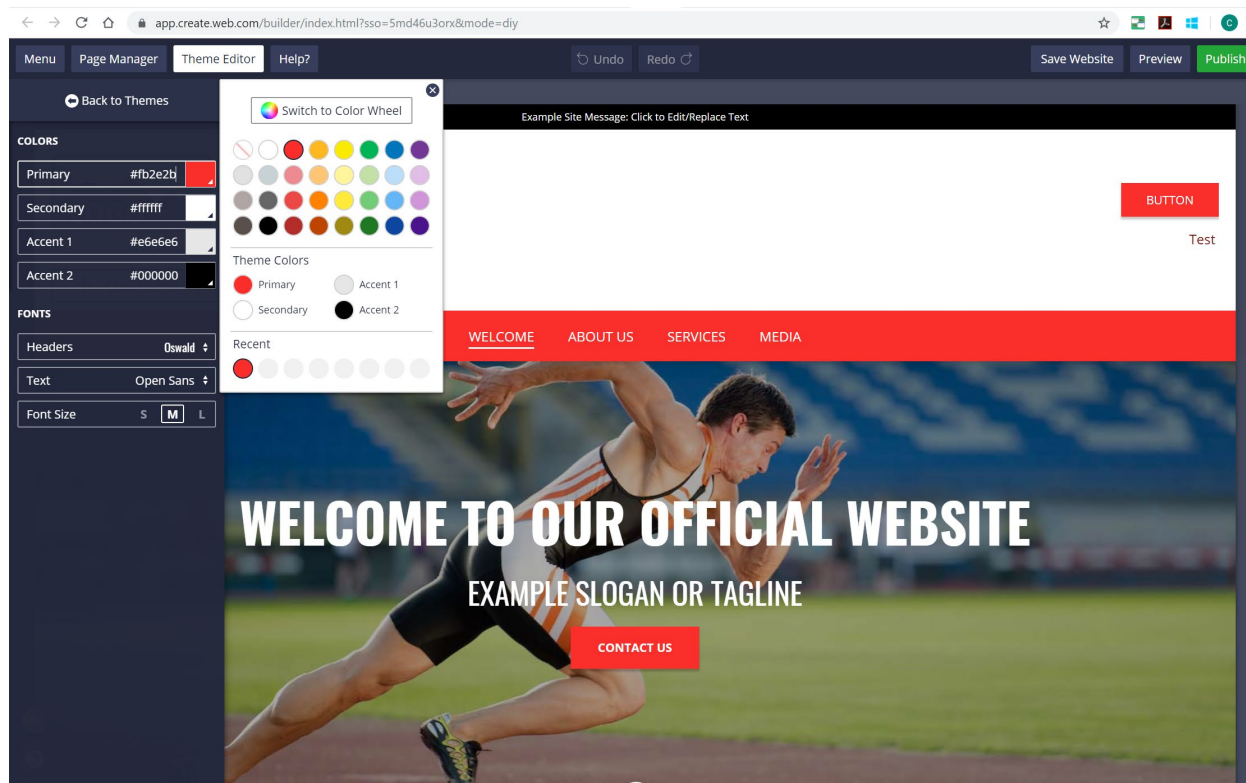 app.create.web.com/builder/index.html?sso=5md46u3orx&mode=diy
C
Menu Page Manager Theme Editor Help? Undo Redo Save Website Preview Publish
Back to Themes
COLORS
Primary #fb2e2b
Secondary #ffffff
Accent 1 #e6e6e6
Accent 2 #000000
FONTS
Headers Oswald
Text Open Sans
Font Size S M L
Switch to Color Wheel
Theme Colors
Primary Accent 1
Secondary Accent 2
Recent
Example Site Message: Click to Edit/Replace Text
BUTTON
Test
WELCOME ABOUT US SERVICES MEDIA
WELCOME TO OUR OFFICIAL WEBSITE
EXAMPLE SLOGAN OR TAGLINE
CONTACT US